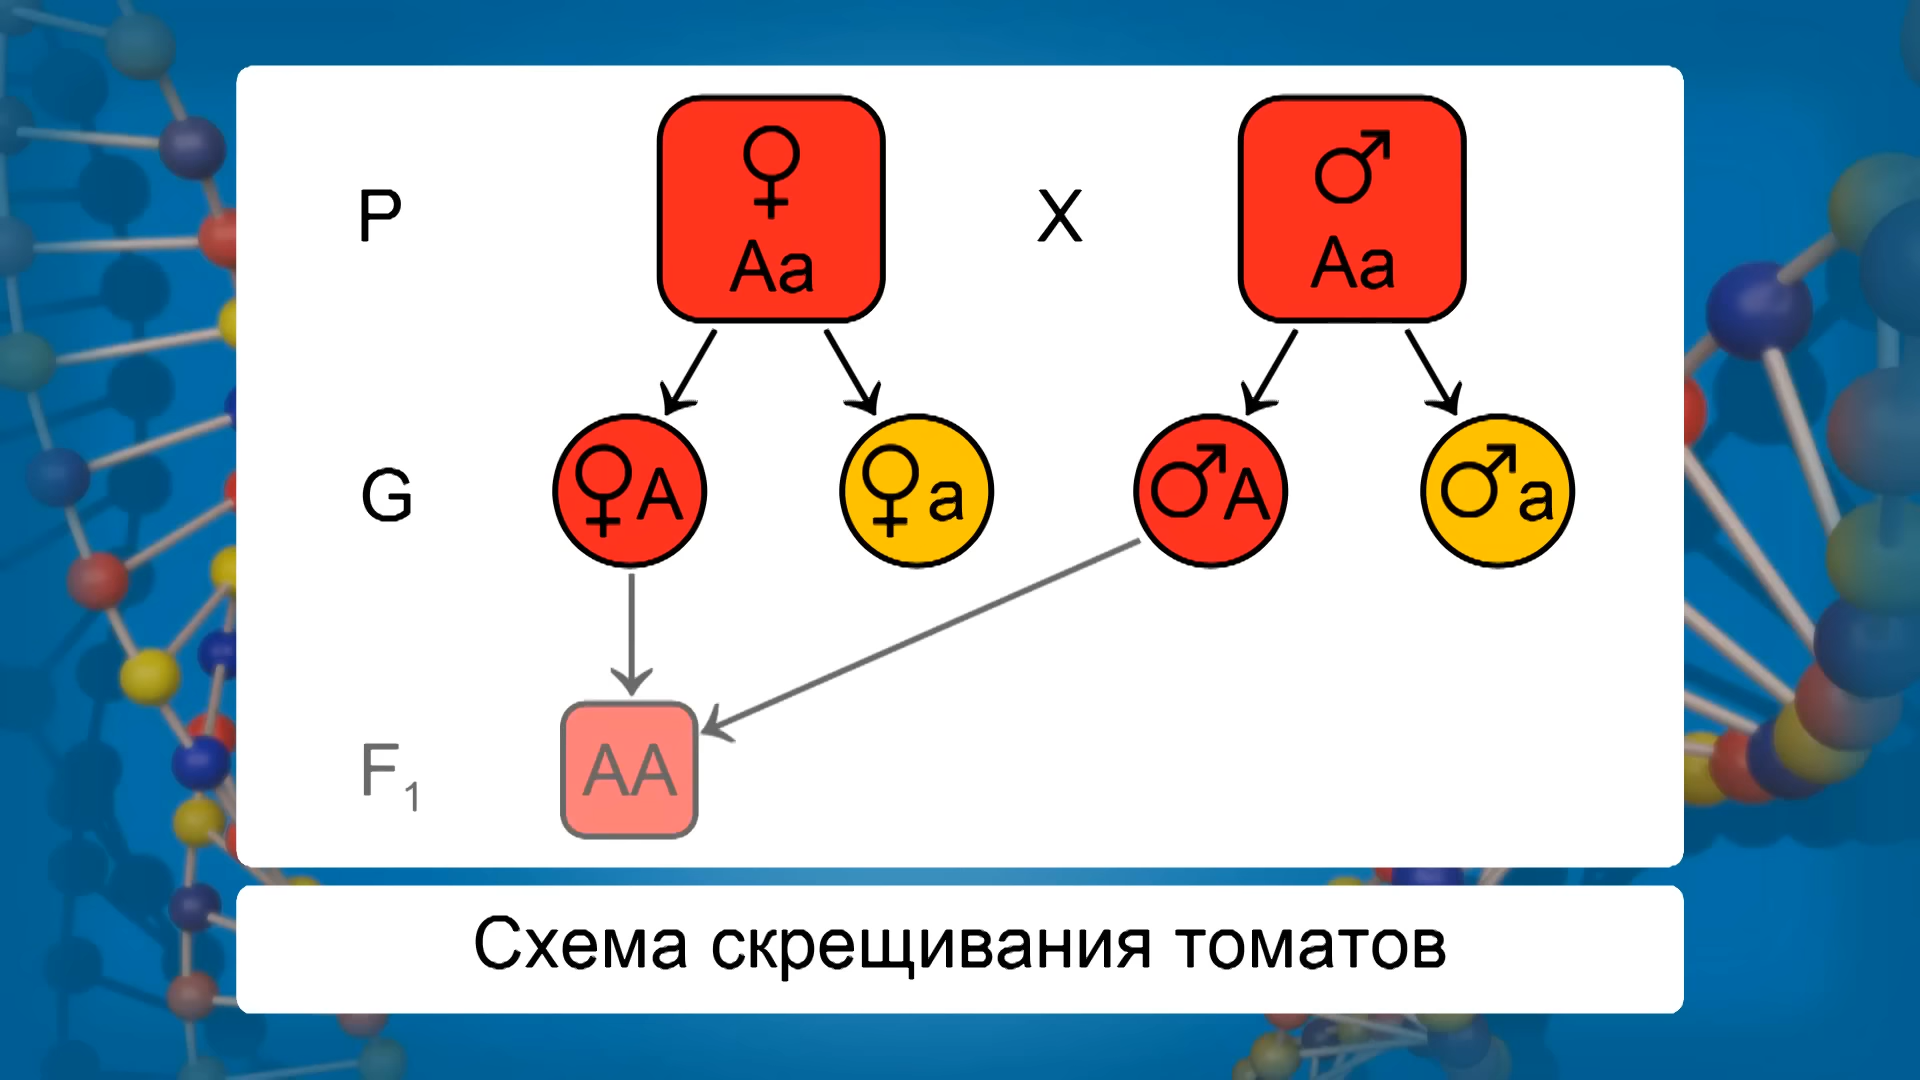 P ♀ Aa X ♂ Aa
G ♀A ♀a ♂A ♂a
F₁ AA
Схема скрещивания томатов